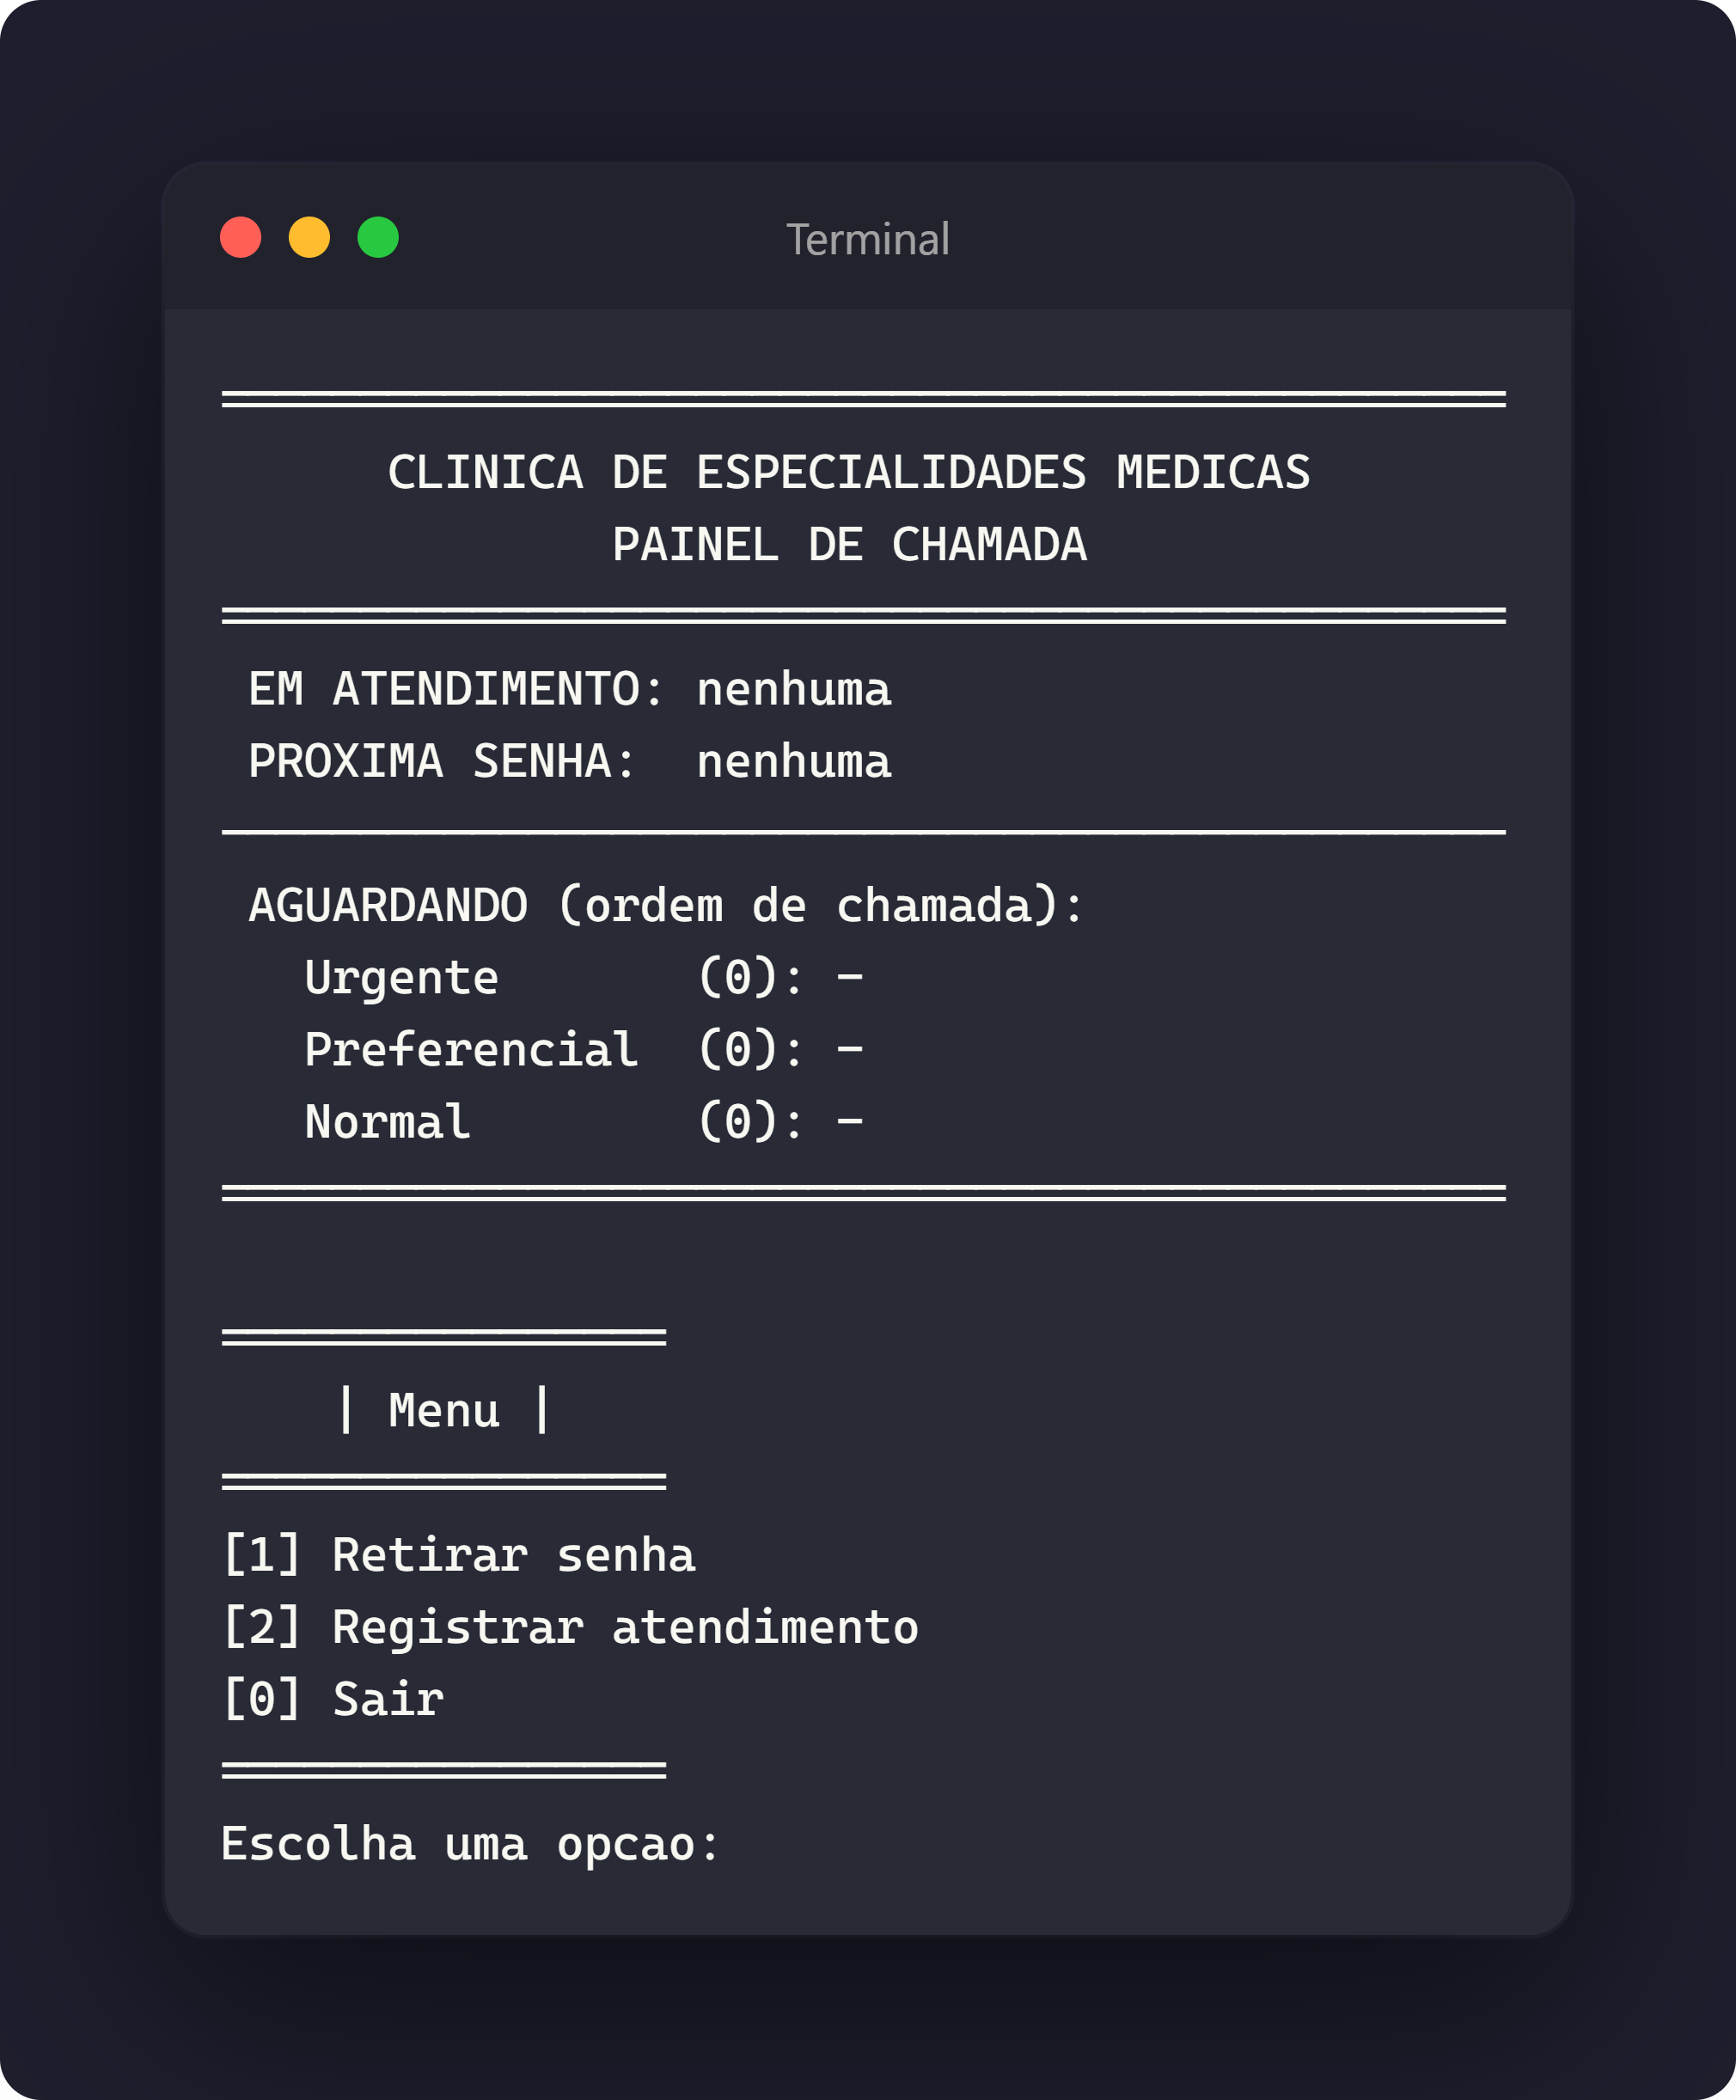 Terminal
══════════════════════════════════════════════
      CLINICA DE ESPECIALIDADES MEDICAS
              PAINEL DE CHAMADA
══════════════════════════════════════════════
 EM ATENDIMENTO: nenhuma
 PROXIMA SENHA:  nenhuma
──────────────────────────────────────────────
 AGUARDANDO (ordem de chamada):
   Urgente       (0): -
   Preferencial  (0): -
   Normal        (0): -
══════════════════════════════════════════════
════════════════
    | Menu |
════════════════
[1] Retirar senha
[2] Registrar atendimento
[0] Sair
════════════════
Escolha uma opcao: